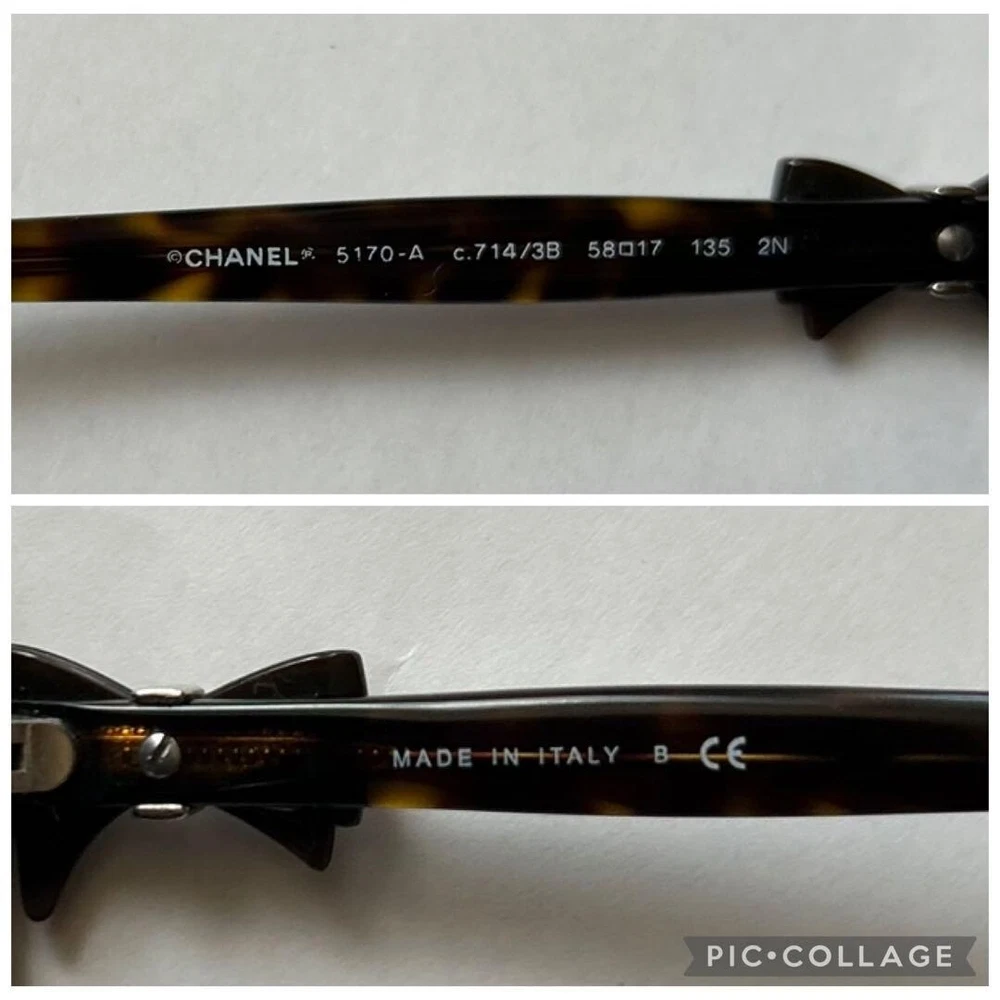 ©CHANEL® 5170-A c.714/3B 58□17 135 2N
MADE IN ITALY B CE
PIC•COLLAGE